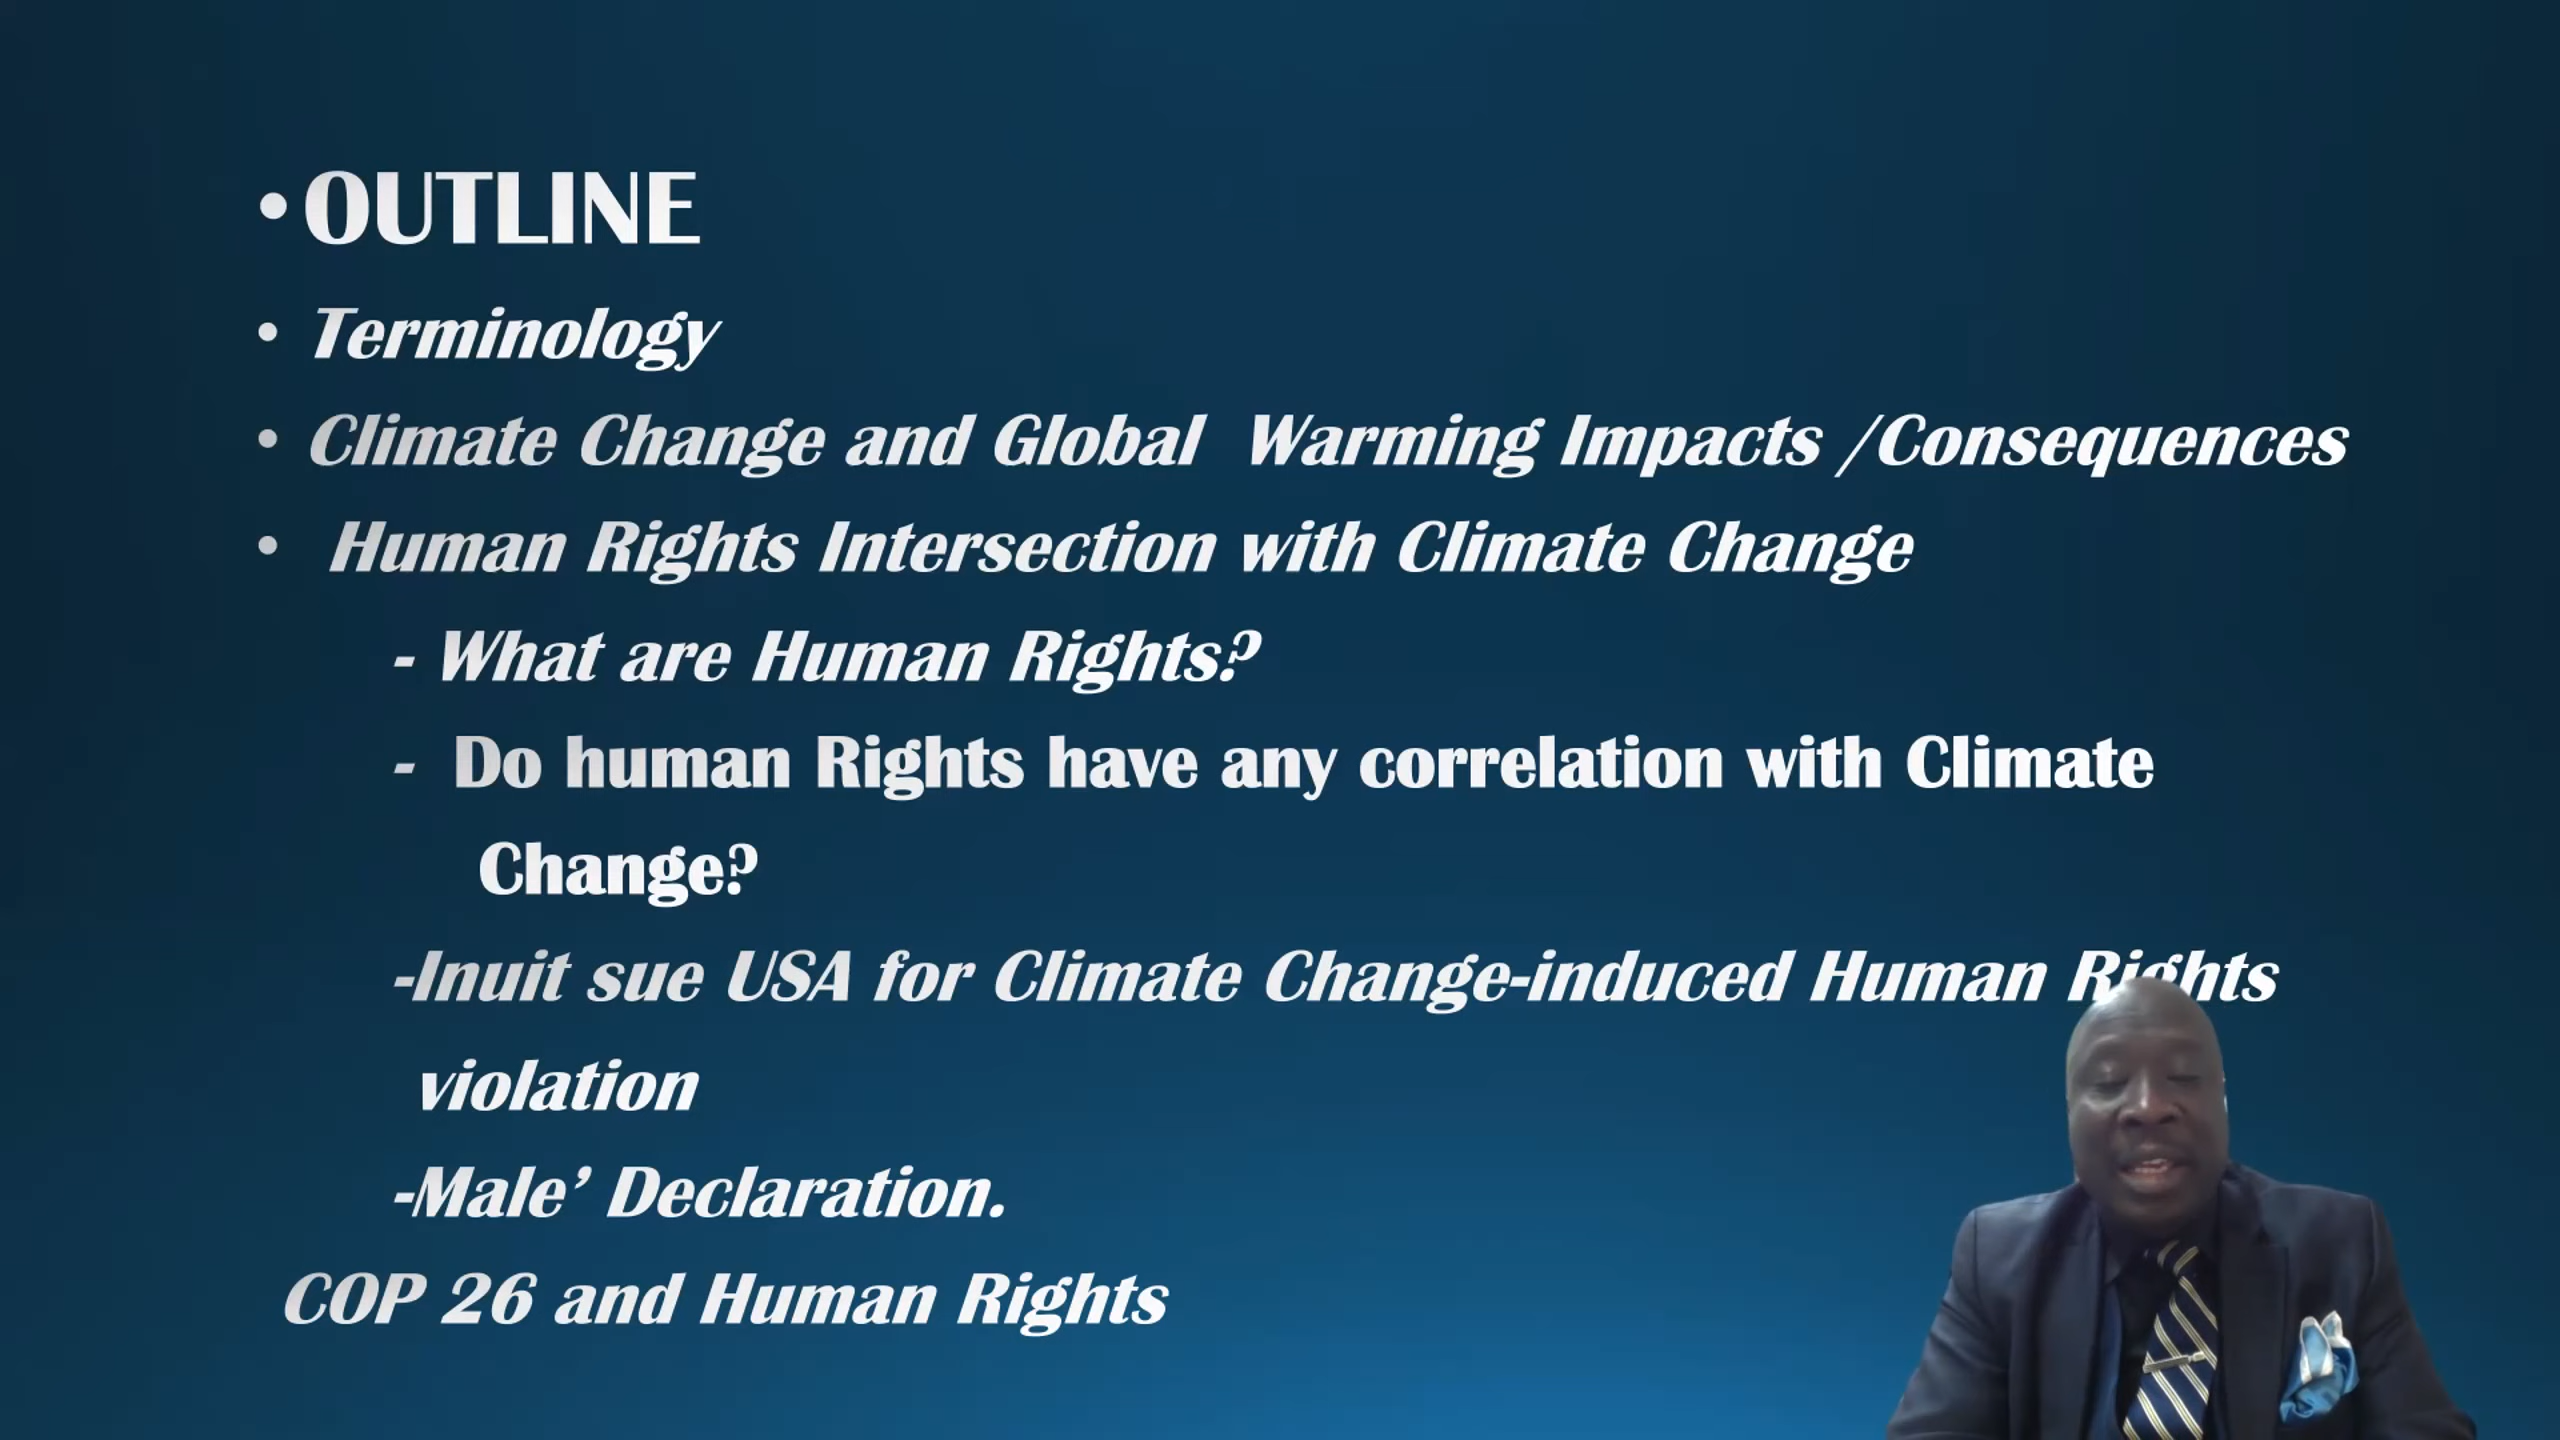 • OUTLINE
• Terminology
• Climate Change and Global Warming Impacts /Consequences
• Human Rights Intersection with Climate Change
- What are Human Rights?
- Do human Rights have any correlation with Climate
Change?
-Inuit sue USA for Climate Change-induced Human Rights
violation
-Male’ Declaration.
COP 26 and Human Rights